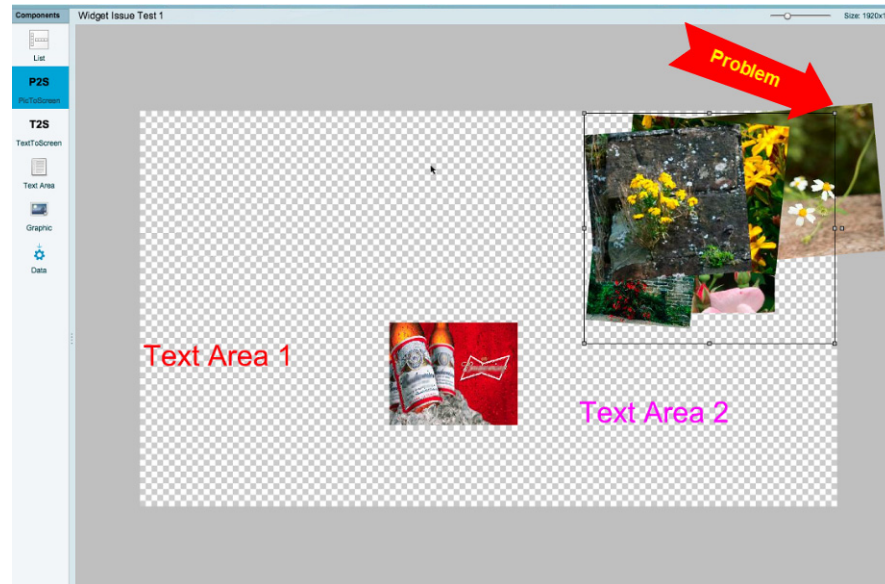 Components
Widget Issue Test 1
Size: 1920x1
List
P2S
PicToScreen
T2S
TextToScreen
Text Area
Graphic
Data
Problem
Text Area 1
Budweiser
Text Area 2